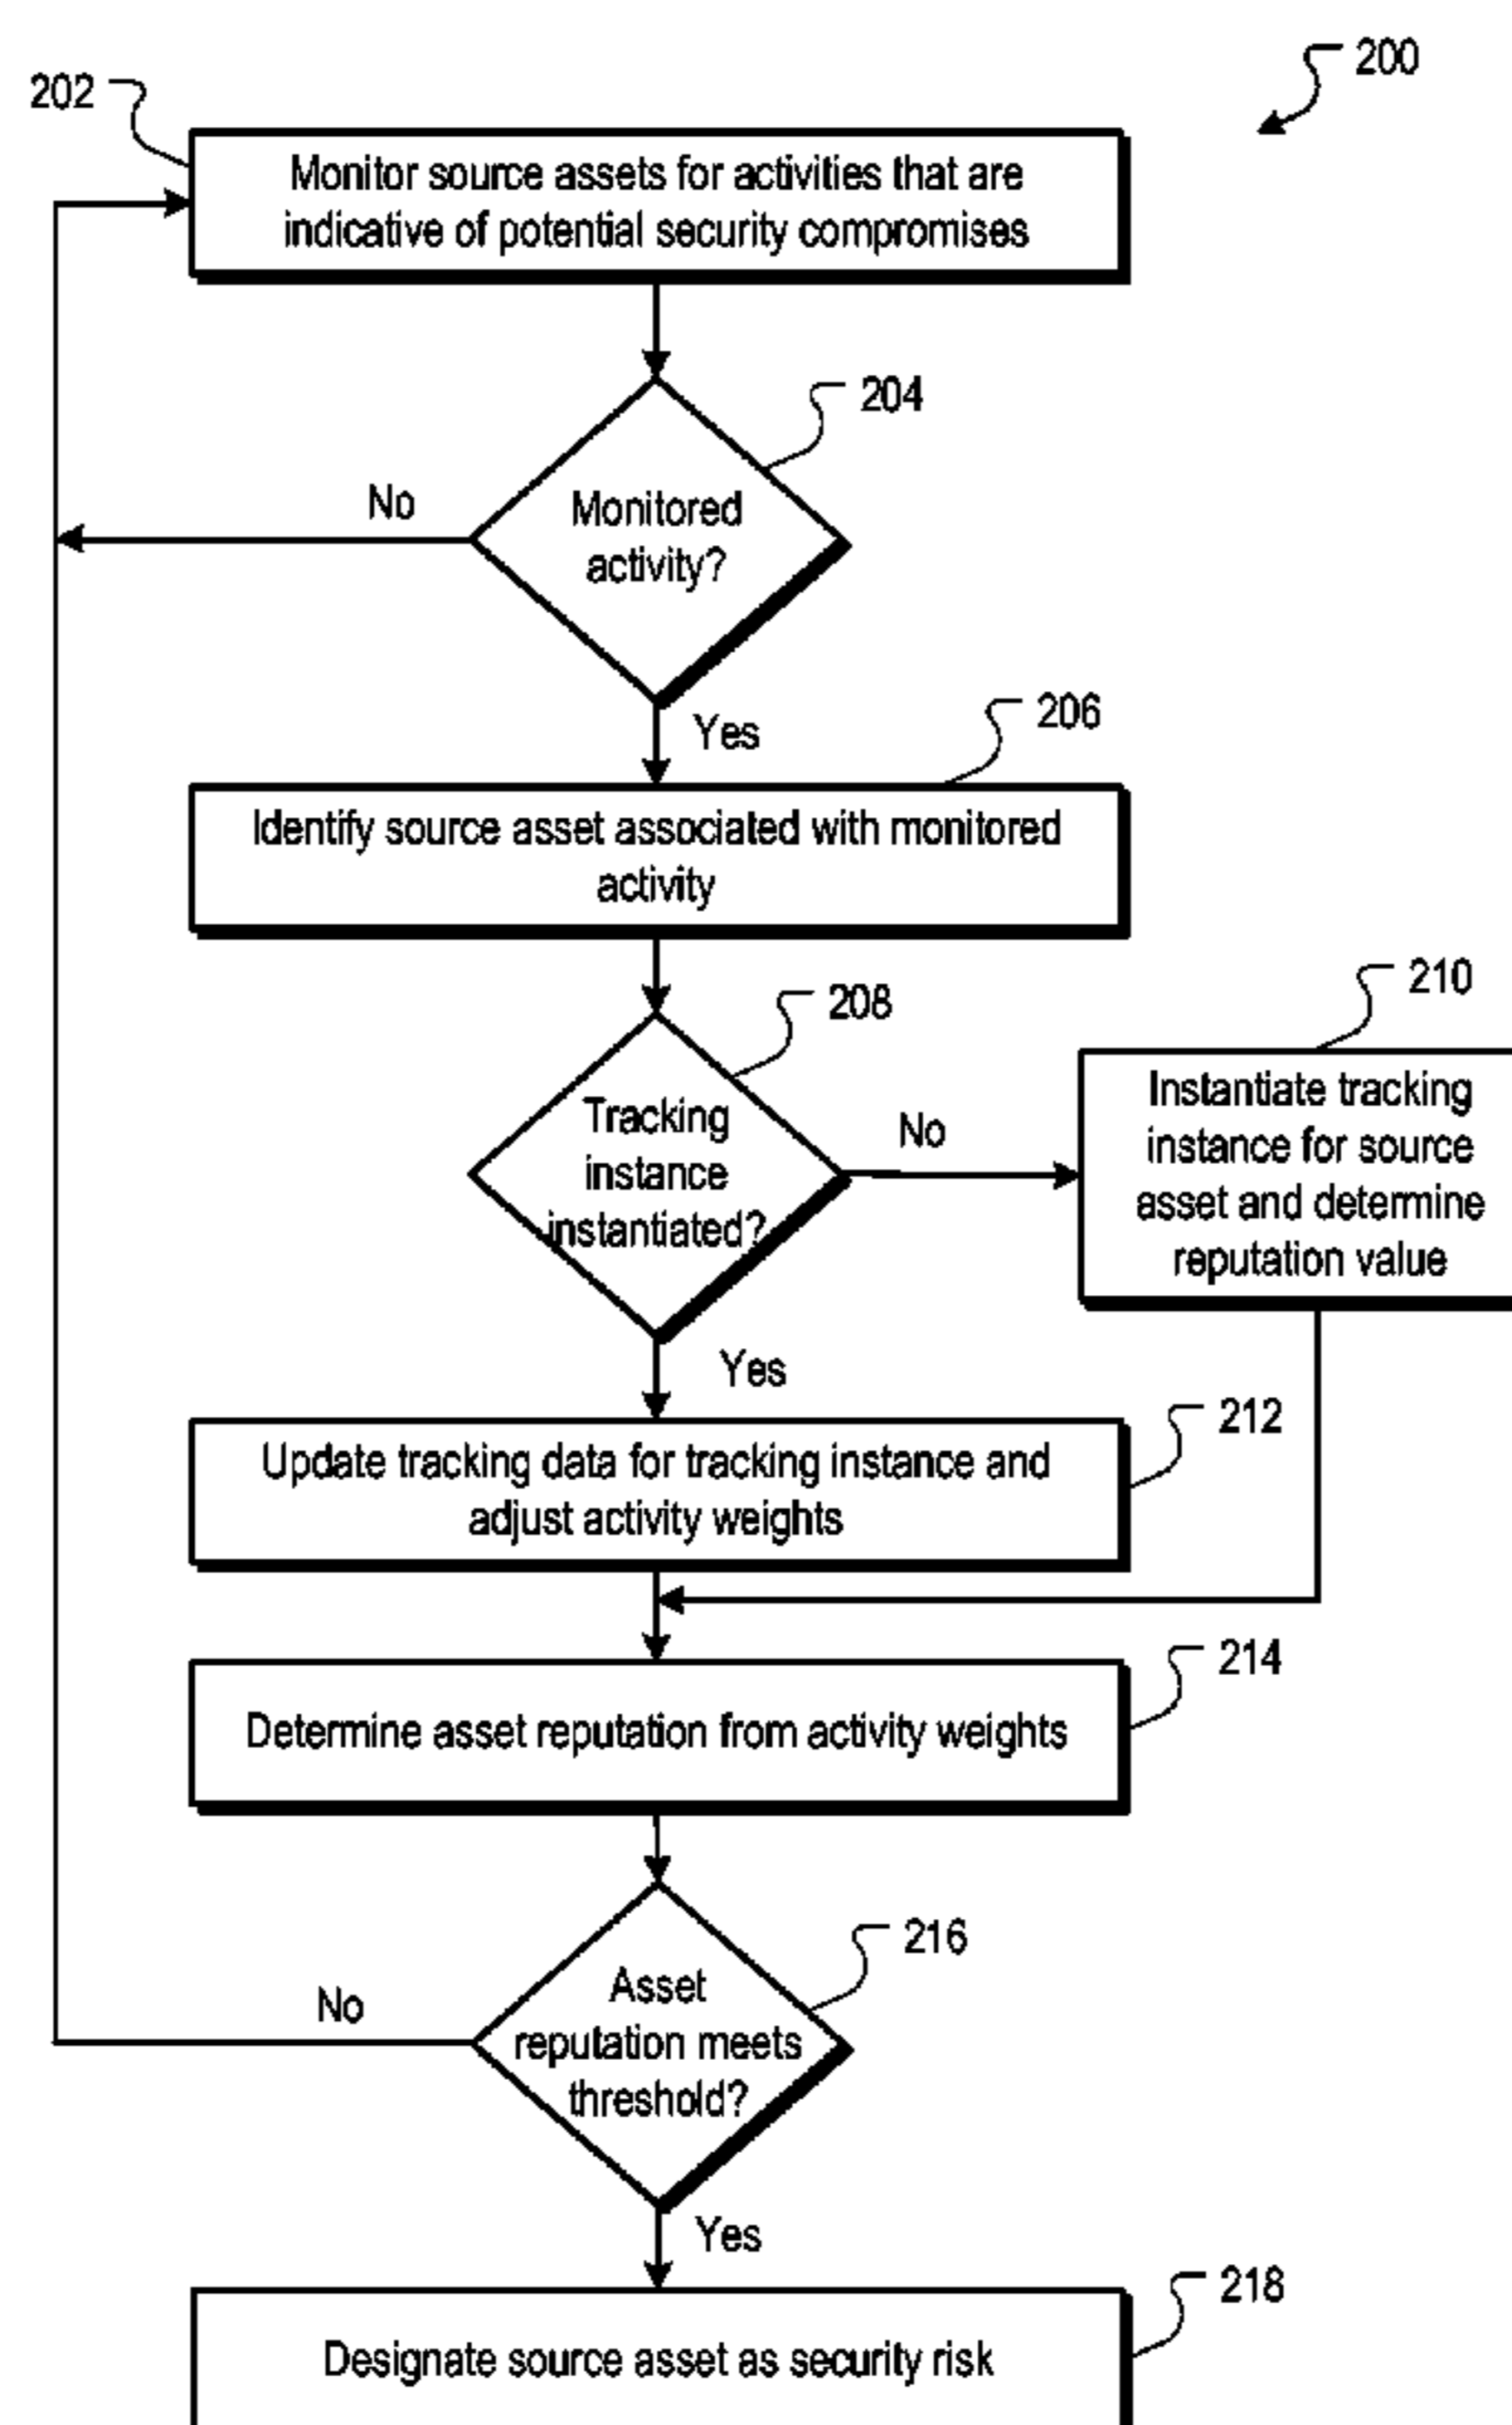 200
202
Monitor source assets for activities that are
indicative of potential security compromises
204
No
Monitored
activity?
Yes
206
Identify source asset associated with monitored
activity
208
210
Tracking
instance
instantiated?
No
Instantiate tracking
instance for source
asset and determine
reputation value
Yes
212
Update tracking data for tracking instance and
adjust activity weights
214
Determine asset reputation from activity weights
216
No
Asset
reputation meets
threshold?
Yes
218
Designate source asset as security risk